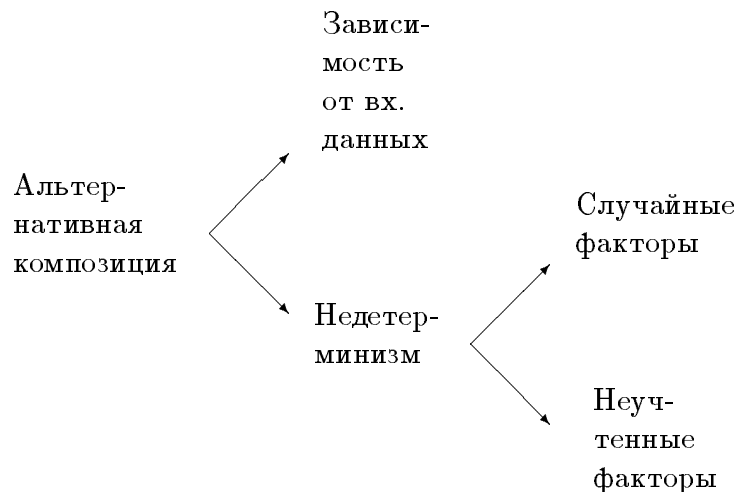 Зависи-
мость
от вх.
данных
Альтер-
нативная
композиция
Случайные
факторы
Недетер-
минизм
Неуч-
тенные
факторы